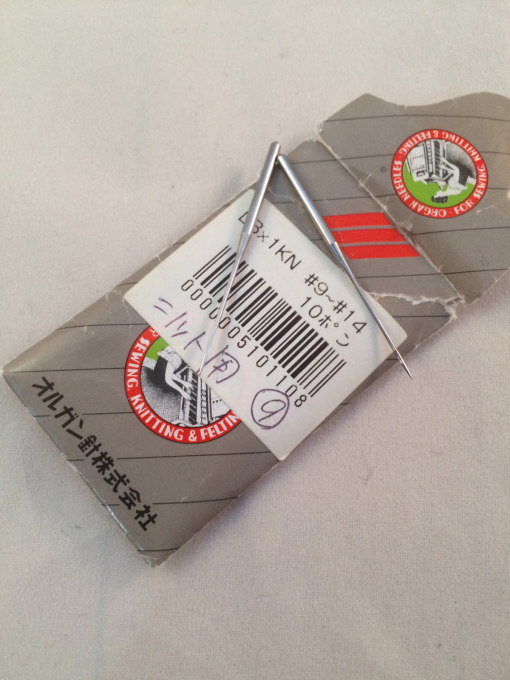 ORGAN NEEDLES · FOR SEWING, KNITTING & FELTING
DB×1KN #9~#14
10ポン
0000005101108
ニット用 ⑨
SEWING, KNITTING & FELTIN
オルガン針株式会社